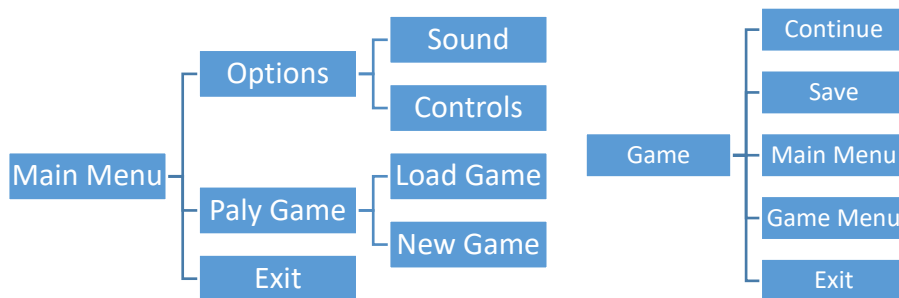 Main Menu
Options
Sound
Controls
Paly Game
Load Game
New Game
Exit
Game
Continue
Save
Main Menu
Game Menu
Exit